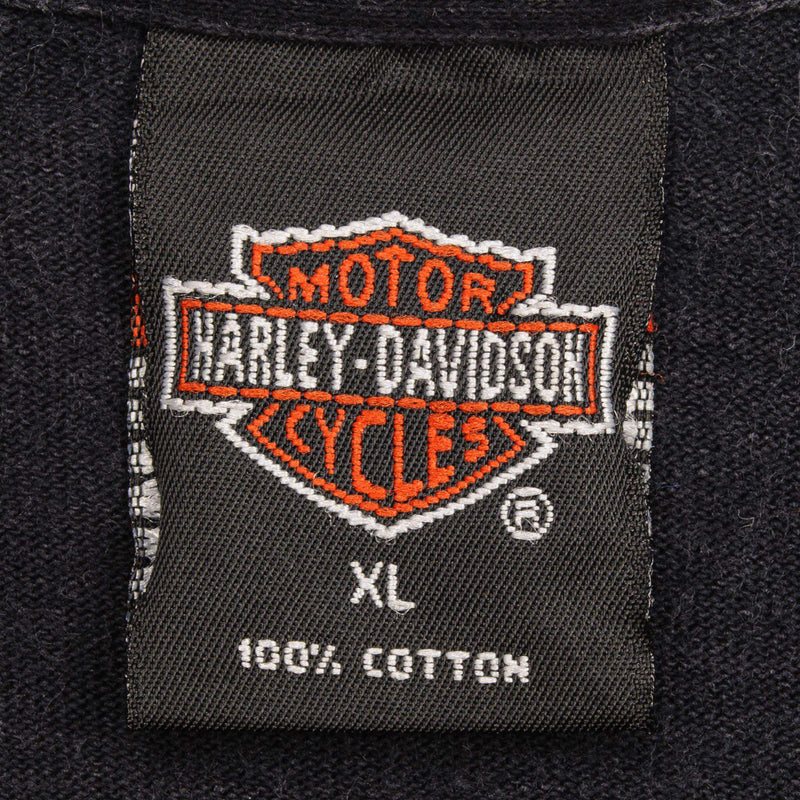 MOTOR
HARLEY-DAVIDSON
CYCLES
®
XL
100% COTTON